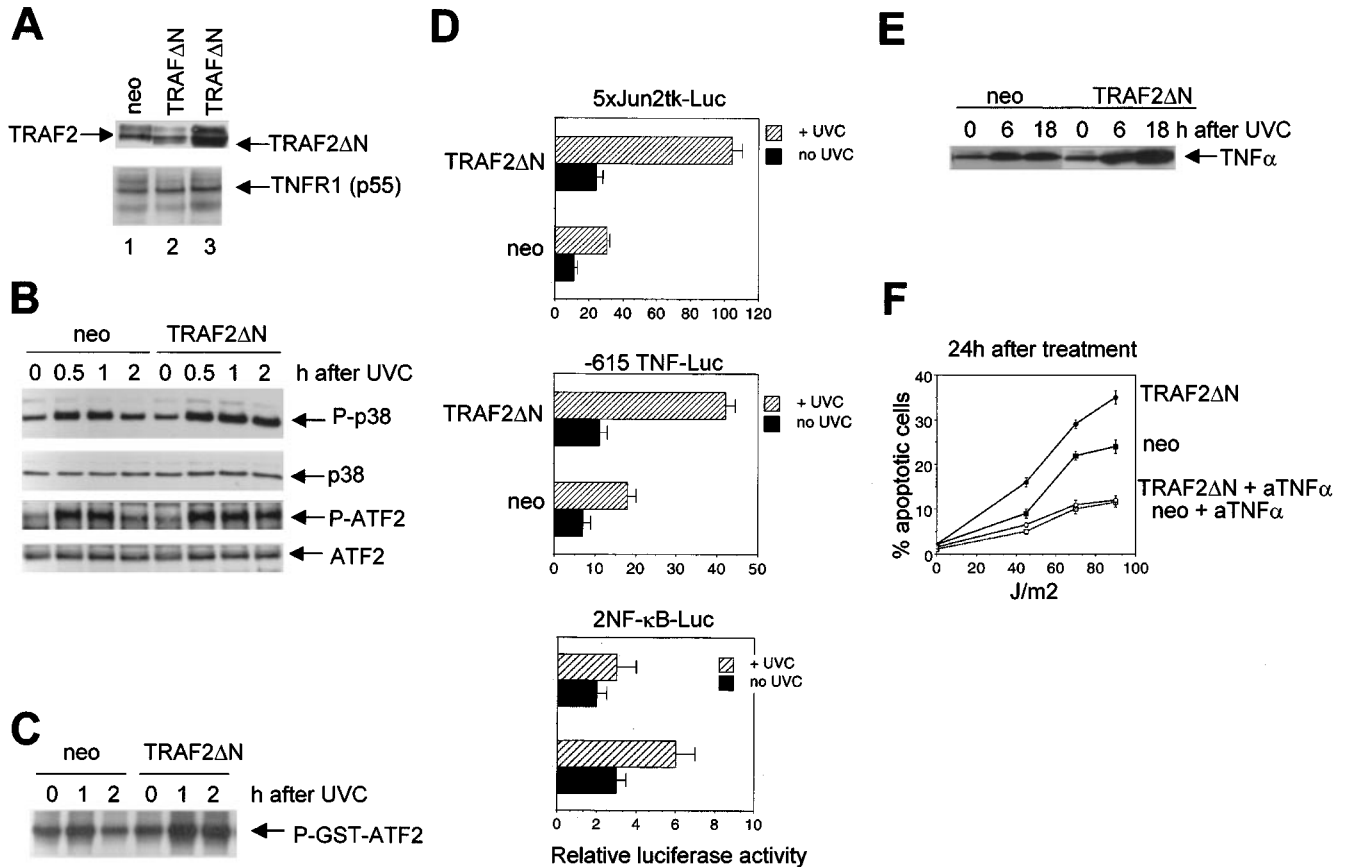 A
neo
TRAFΔN
TRAFΔN
TRAF2
TRAF2ΔN
TNFR1 (p55)
1 2 3
B
neo TRAF2ΔN
0 0.5 1 2 0 0.5 1 2 h after UVC
P-p38
p38
P-ATF2
ATF2
C
neo TRAF2ΔN
0 1 2 0 1 2 h after UVC
P-GST-ATF2
D
5xJun2tk-Luc
+ UVC
no UVC
TRAF2ΔN
neo
0 20 40 60 80 100 120
-615 TNF-Luc
+ UVC
no UVC
TRAF2ΔN
neo
0 10 20 30 40 50
2NF-κB-Luc
+ UVC
no UVC
0 2 4 6 8 10
Relative luciferase activity
E
neo TRAF2ΔN
0 6 18 0 6 18 h after UVC
TNFα
F
24h after treatment
% apoptotic cells
40
30
20
10
0
TRAF2ΔN
neo
TRAF2ΔN + aTNFα
neo + aTNFα
0 20 40 60 80 100
J/m2